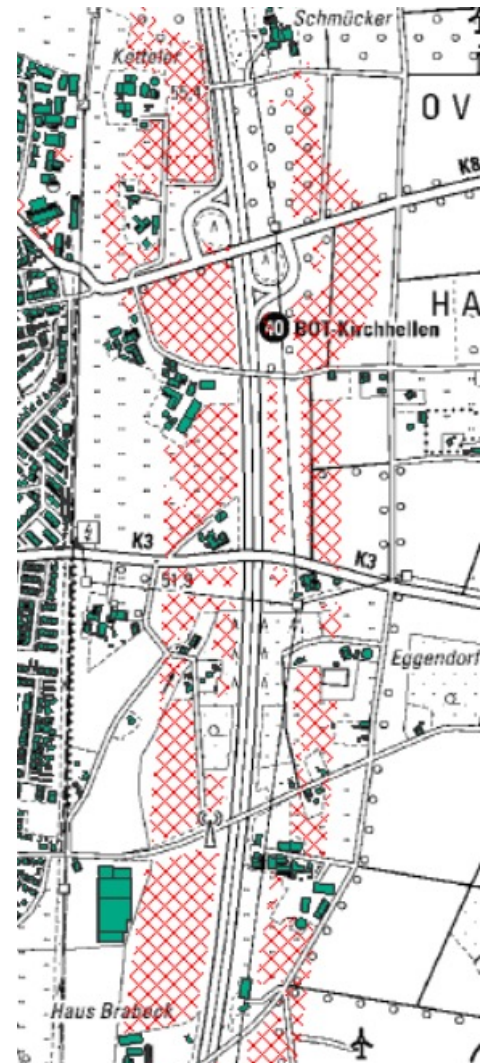 Schmücker
Ketteler
55,4
O V
K8
H A
40 BOT-Kirchhellen
K3
K3
51,9
Eggendorf
Haus Brabeck